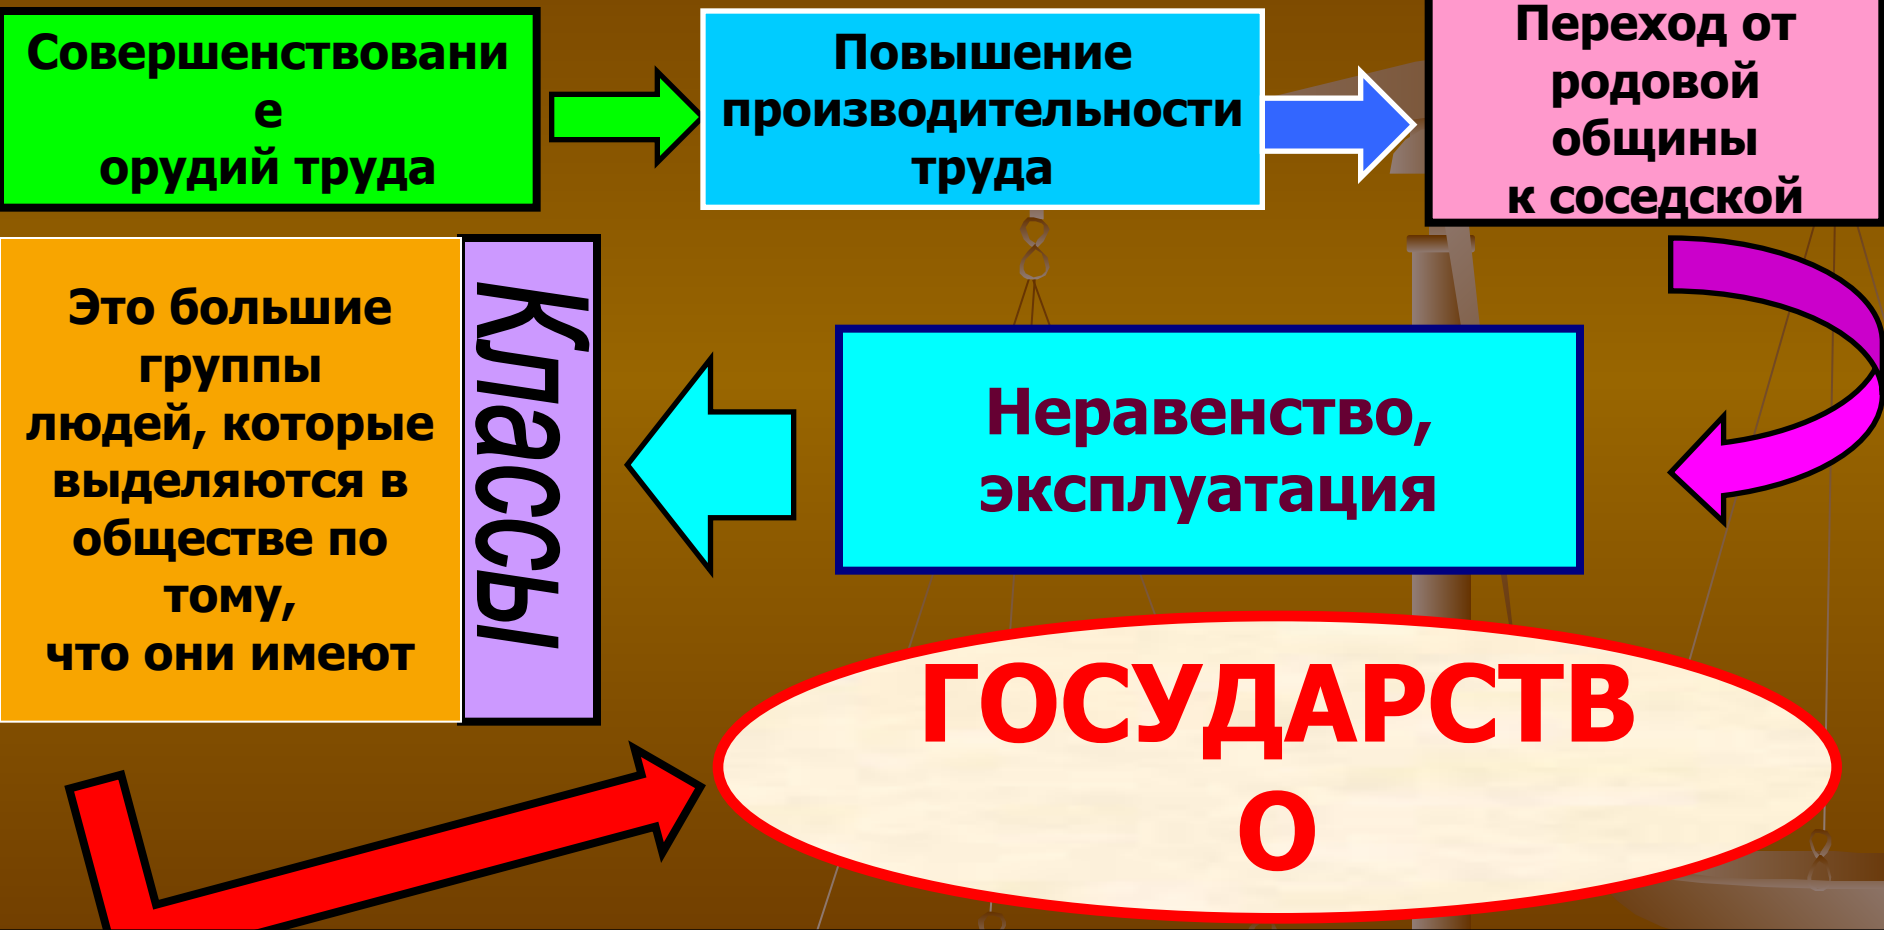 Совершенствовани
е
орудий труда
Повышение
производительности
труда
Переход от
родовой
общины
к соседской
Неравенство,
эксплуатация
Классы
Это большие
группы
людей, которые
выделяются в
обществе по
тому,
что они имеют
ГОСУДАРСТВ
О